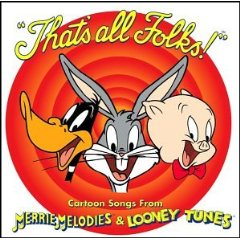 "That's all Folks!"
Cartoon Songs From
MERRIE MELODIES & LOONEY TUNES